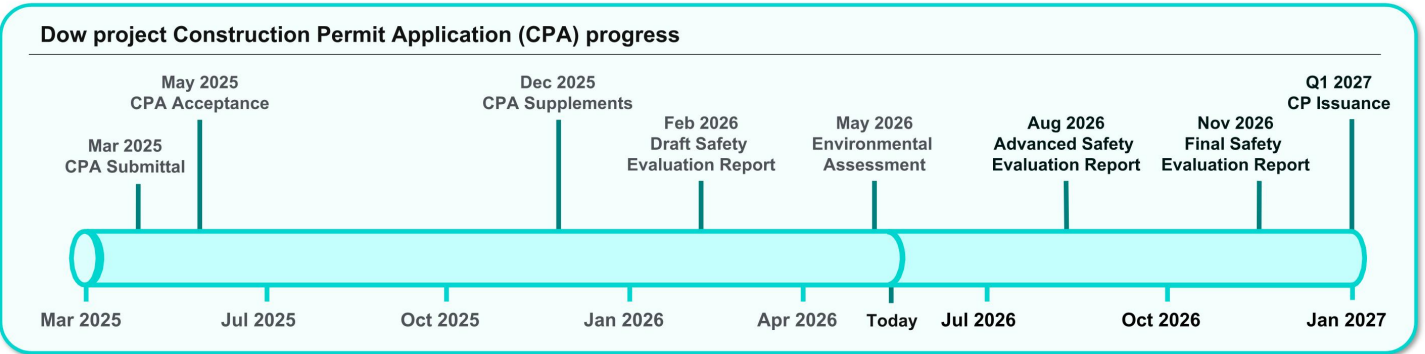 Dow project Construction Permit Application (CPA) progress
Mar 2025
CPA Submittal
May 2025
CPA Acceptance
Dec 2025
CPA Supplements
Feb 2026
Draft Safety
Evaluation Report
May 2026
Environmental
Assessment
Aug 2026
Advanced Safety
Evaluation Report
Nov 2026
Final Safety
Evaluation Report
Q1 2027
CP Issuance
Mar 2025
Jul 2025
Oct 2025
Jan 2026
Apr 2026
Today
Jul 2026
Oct 2026
Jan 2027